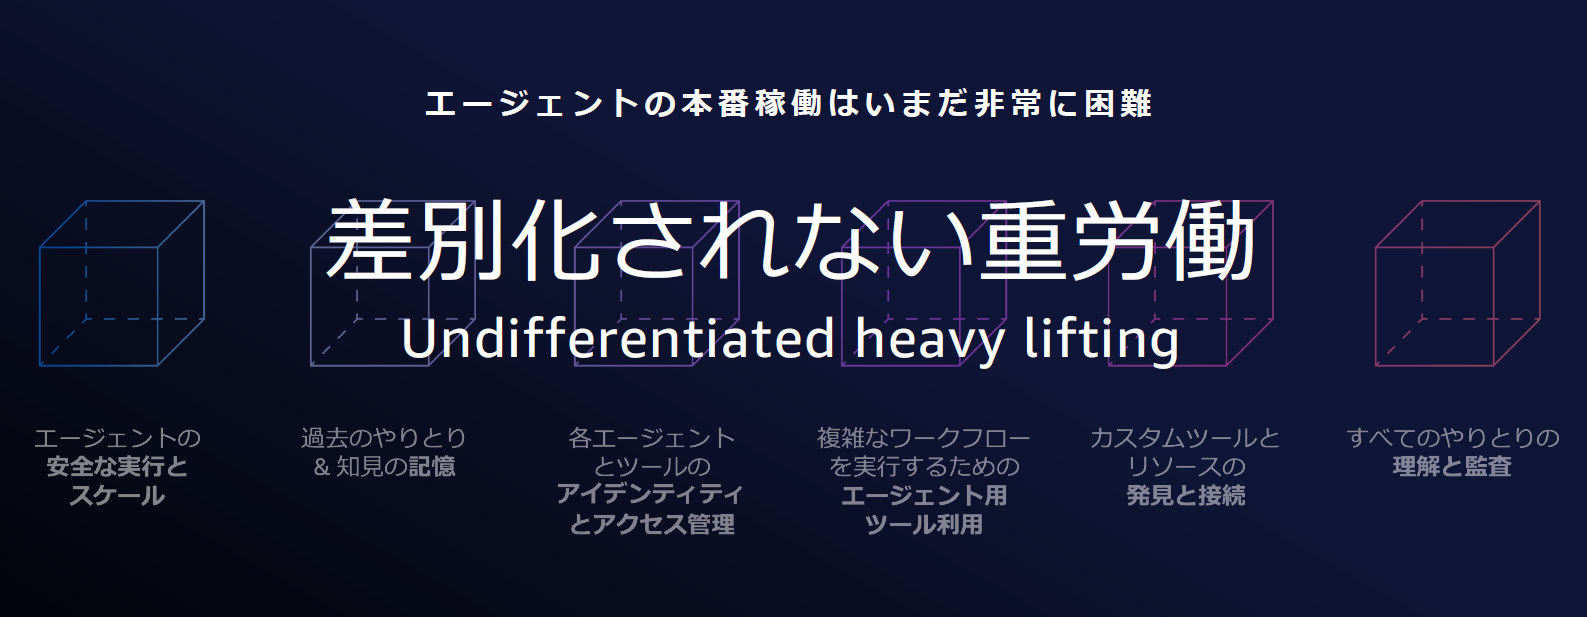 エージェントの本番稼働はいまだ非常に困難
差別化されない重労働
Undifferentiated heavy lifting
エージェントの
安全な実行と
スケール
過去のやりとり
& 知見の記憶
各エージェント
とツールの
アイデンティティ
とアクセス管理
複雑なワークフロー
を実行するための
エージェント用
ツール利用
カスタムツールと
リソースの
発見と接続
すべてのやりとりの
理解と監査